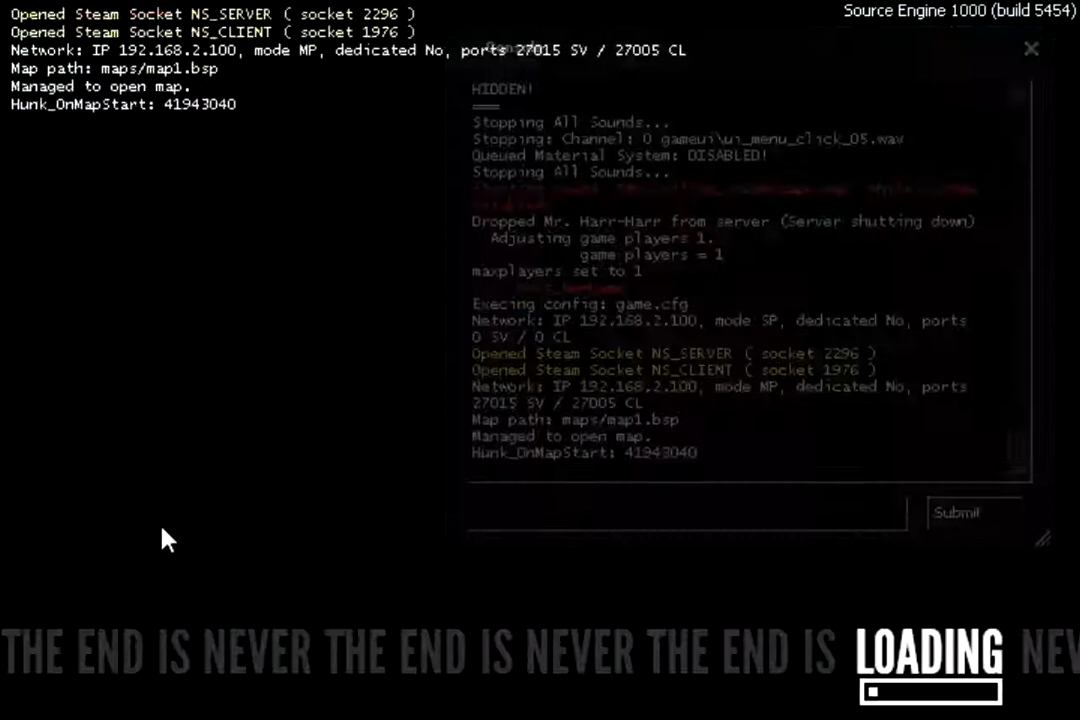 Opened Steam Socket NS_SERVER ( socket 2296 )
Opened Steam Socket NS_CLIENT ( socket 1976 )
Network: IP 192.168.2.100, mode MP, dedicated No, ports 27015 SV / 27005 CL
Map path: maps/map1.bsp
Managed to open map.
Hunk_OnMapStart: 41943040
Source Engine 1000 (build 5454)
HIDDEN!
====
Stopping All Sounds...
Stopping: Channel: 0 gameui\ui_menu_click_05.wav
Queued Material System: DISABLED!
Stopping All Sounds...
Dropped Mr. Harr-Harr from server (Server shutting down)
Adjusting game players 1.
game players = 1
maxplayers set to 1
Execing config: game.cfg
Network: IP 192.168.2.100, mode SP, dedicated No, ports
0 SV / 0 CL
Opened Steam Socket NS_SERVER ( socket 2296 )
Opened Steam Socket NS_CLIENT ( socket 1976 )
Network: IP 192.168.2.100, mode MP, dedicated No, ports
27015 SV / 27005 CL
Map path: maps/map1.bsp
Managed to open map.
Hunk_OnMapStart: 41943040
Submit
THE END IS NEVER THE END IS NEVER THE END IS LOADING NEV